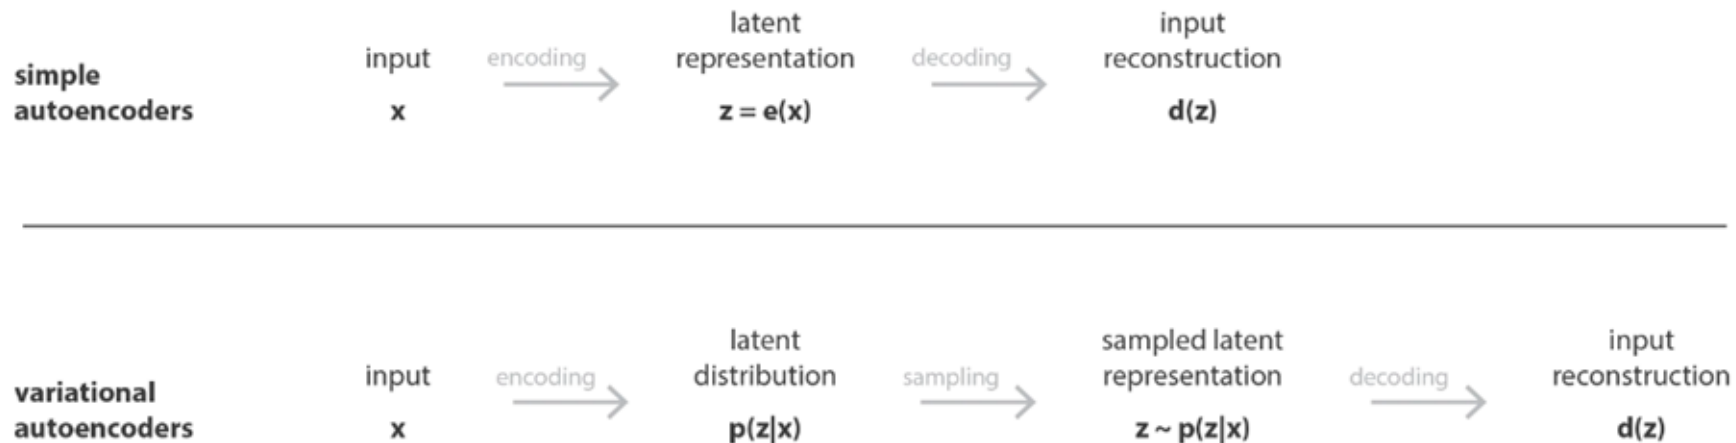 simple
autoencoders
input
x
encoding
latent
representation
z = e(x)
decoding
input
reconstruction
d(z)
variational
autoencoders
input
x
encoding
latent
distribution
p(z|x)
sampling
sampled latent
representation
z ~ p(z|x)
decoding
input
reconstruction
d(z)